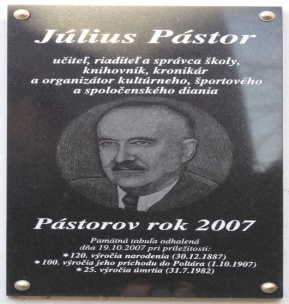 Július Pástor
učiteľ, riaditeľ a správca školy,
knihovník, kronikár
a organizátor kultúrneho, športového
a spoločenského diania
Pástorov rok 2007
Pamätná tabuľa odhalená
dňa 19.10.2007 pri príležitosti:
* 120. výročia narodenia (30.12.1887)
* 100. výročia jeho príchodu do Poltára (1.10.1907)
* 25. výročia úmrtia (31.7.1982)